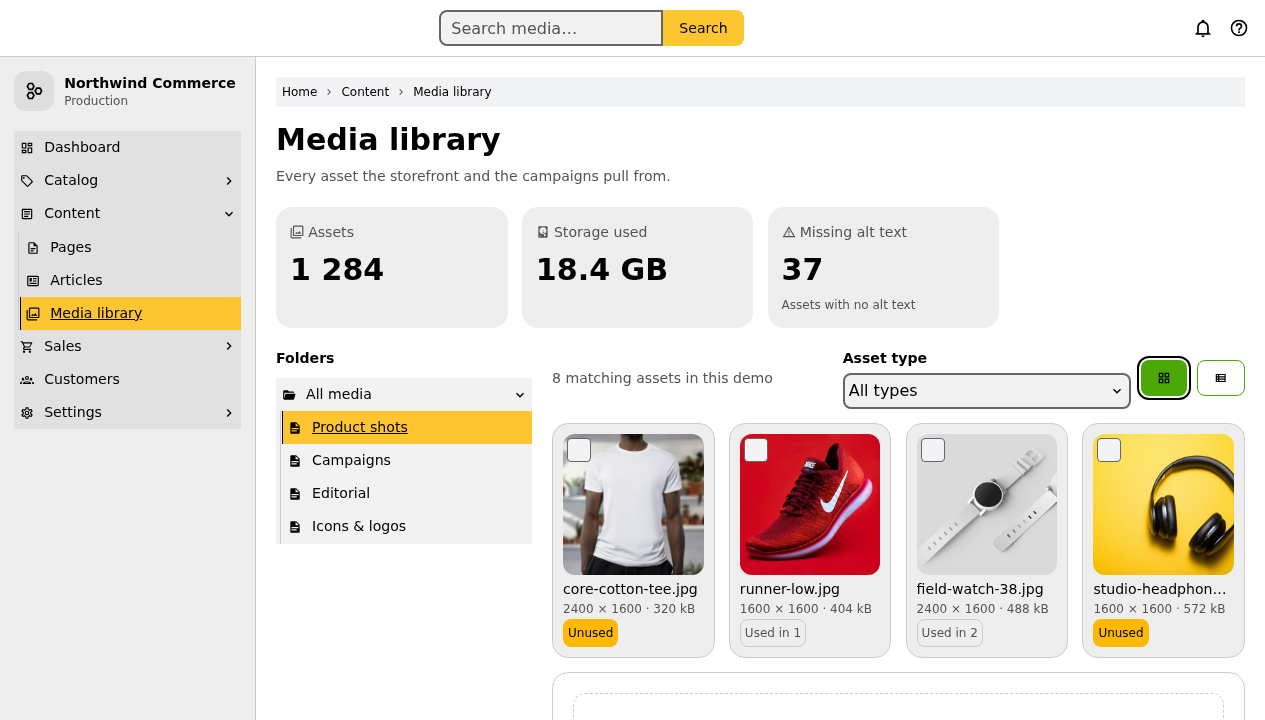 Search media…
Search
Northwind Commerce
Production
Dashboard
Catalog
Content
Pages
Articles
Media library
Sales
Customers
Settings
Home › Content › Media library
Media library
Every asset the storefront and the campaigns pull from.
Assets
1 284
Storage used
18.4 GB
Missing alt text
37
Assets with no alt text
Folders
All media
Product shots
Campaigns
Editorial
Icons & logos
8 matching assets in this demo
Asset type
All types
core-cotton-tee.jpg
2400 × 1600 · 320 kB
Unused
runner-low.jpg
1600 × 1600 · 404 kB
Used in 1
field-watch-38.jpg
2400 × 1600 · 488 kB
Used in 2
studio-headphon…
1600 × 1600 · 572 kB
Unused